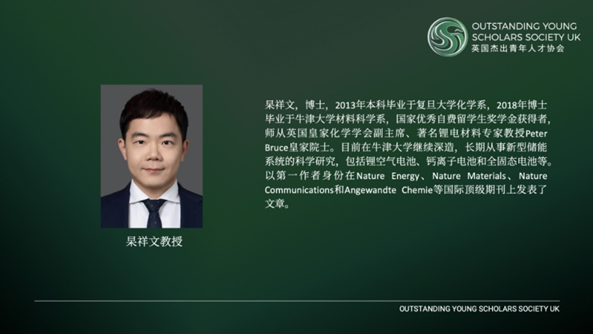 OUTSTANDING YOUNG
SCHOLARS SOCIETY UK
英国杰出青年人才协会
杲祥文，博士，2013年本科毕业于复旦大学化学系，2018年博士
毕业于牛津大学材料科学系，国家优秀自费留学生奖学金获得者，
师从英国皇家化学学会副主席、著名锂电材料专家教授Peter
Bruce皇家院士。目前在牛津大学继续深造，长期从事新型储能
系统的科学研究，包括锂空气电池、钙离子电池和全固态电池等。
以第一作者身份在Nature Energy、Nature Materials、Nature
Communications和Angewandte Chemie等国际顶级期刊上发表了
文章。
杲祥文教授
OUTSTANDING YOUNG SCHOLARS SOCIETY UK